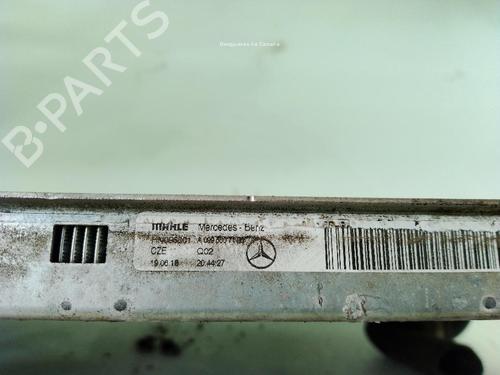 Desguaces La Cabaña
B-PARTS
MAHLE Mercedes-Benz
CZE Q02
19.06.18 20:44:27